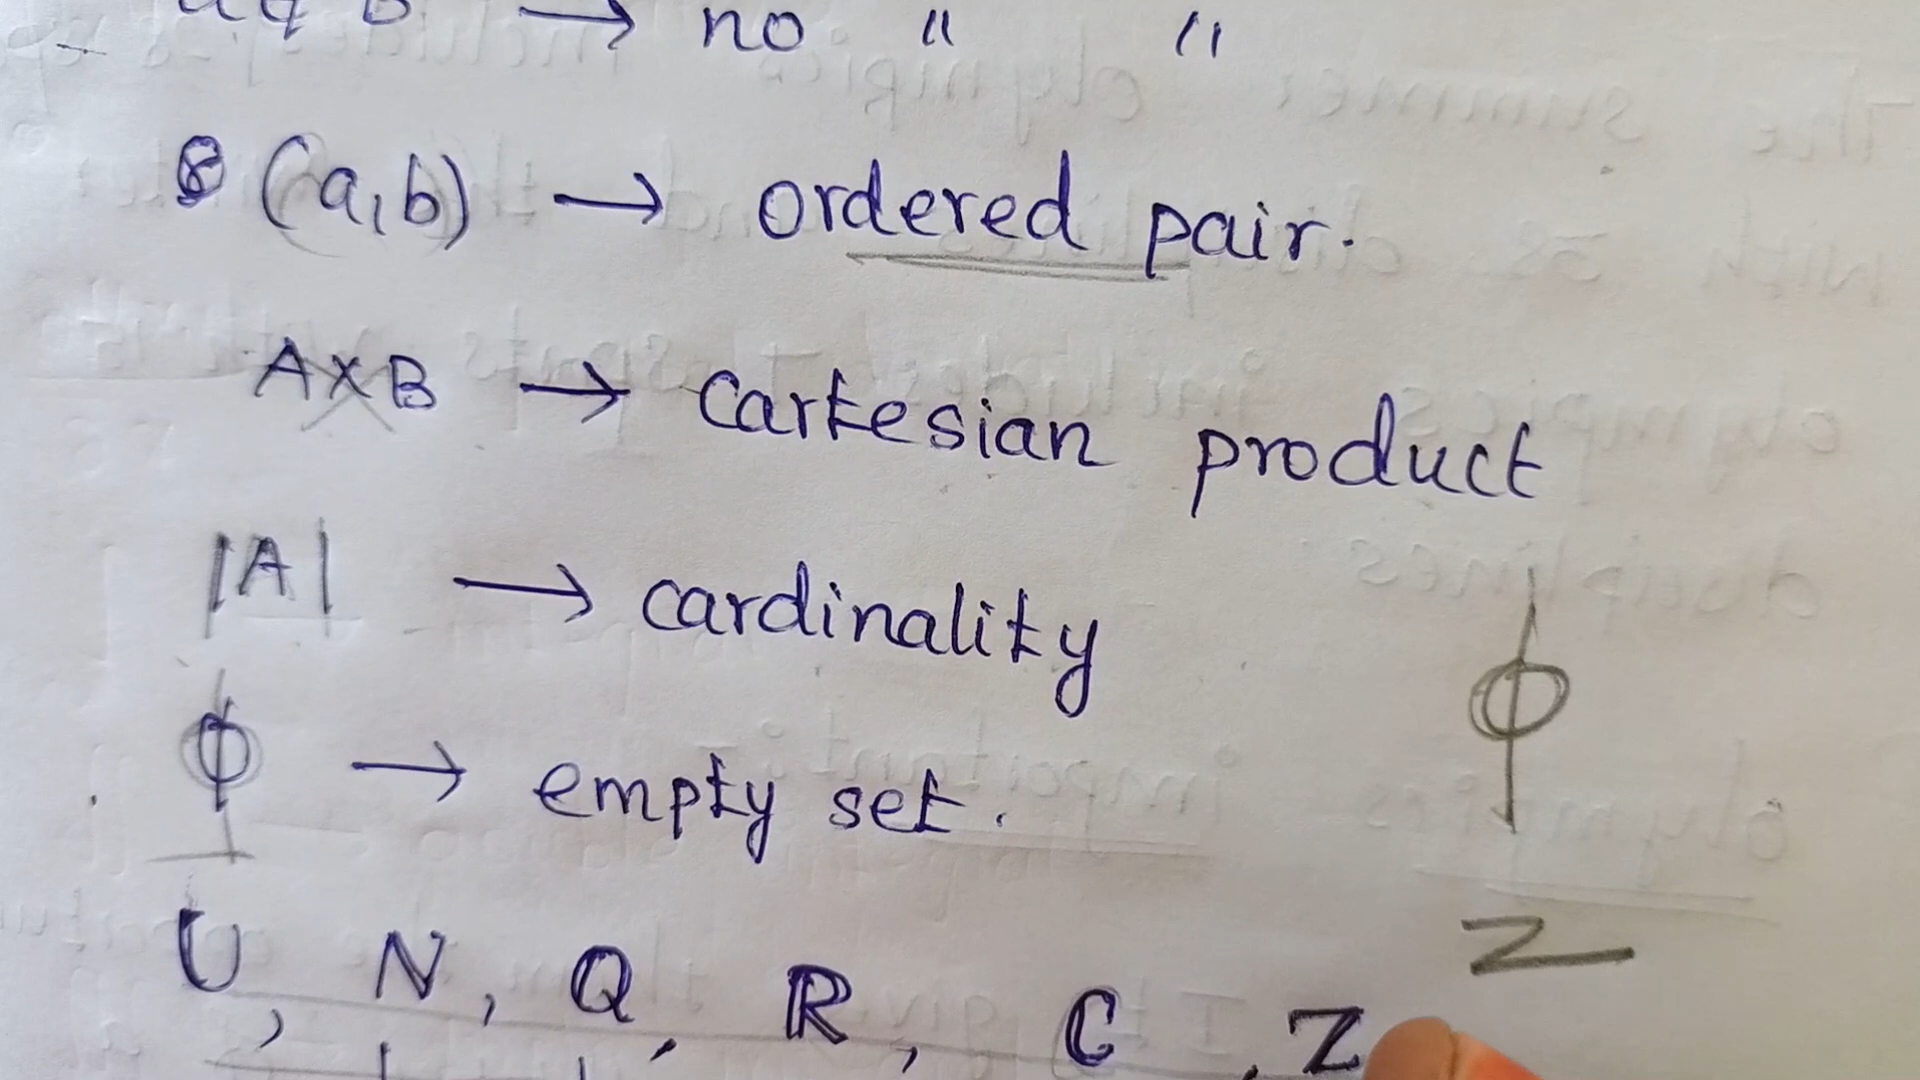 → no " "
(a,b) → ordered pair.
A×B → Cartesian product
|A| → cardinality
ϕ → empty set.
ϕ
Z
U, N, Q, R, C, Z